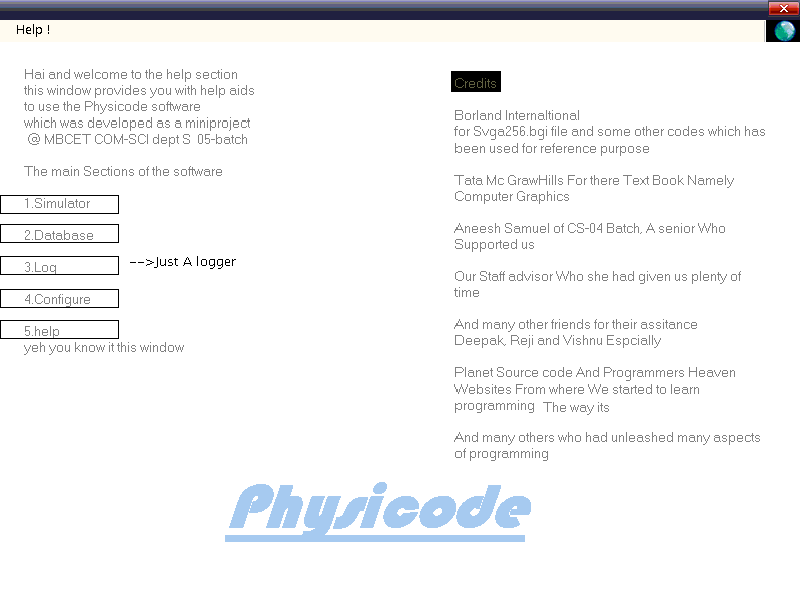 Help !
Hai and welcome to the help section
this window provides you with help aids
to use the Physicode software
which was developed as a miniproject
@ MBCET COM-SCI dept S 05-batch
The main Sections of the software
1.Simulator
2.Database
3.Log
-->Just A logger
4.Configure
5.help
yeh you know it this window
Credits
Borland Internaltional
for Svga256.bgi file and some other codes which has
been used for reference purpose
Tata Mc GrawHills For there Text Book Namely
Computer Graphics
Aneesh Samuel of CS-04 Batch, A senior Who
Supported us
Our Staff advisor Who she had given us plenty of
time
And many other friends for their assitance
Deepak, Reji and Vishnu Espcially
Planet Source code And Programmers Heaven
Websites From where We started to learn
programming The way its
And many others who had unleashed many aspects
of programming
Physicode